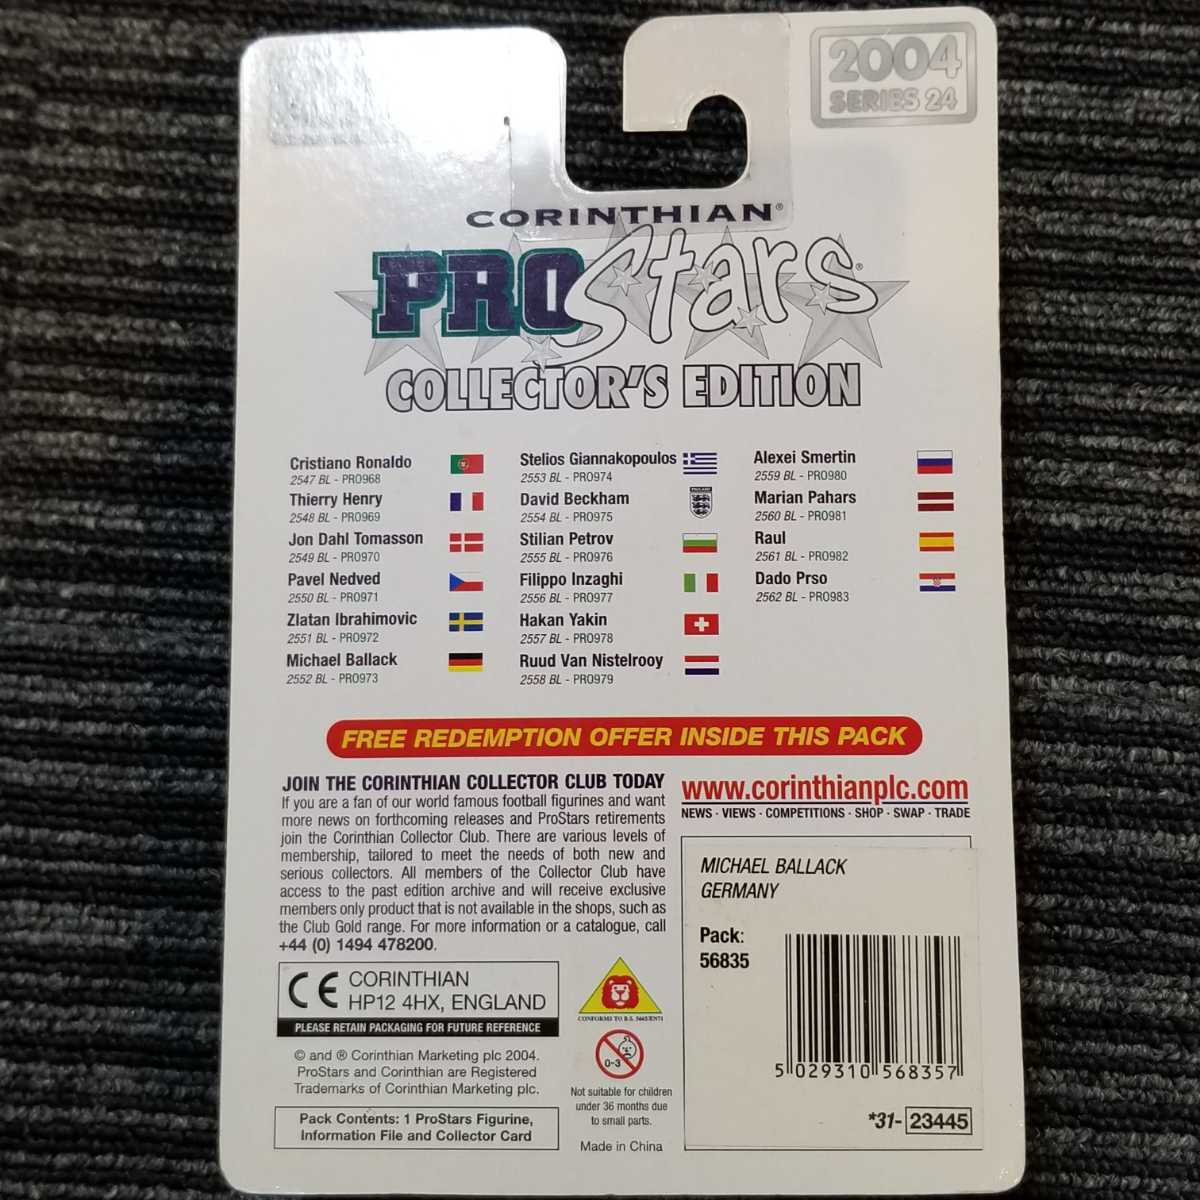 2004
SERIES 24
CORINTHIAN®
PROStars®
COLLECTOR'S EDITION
Cristiano Ronaldo
2547 BL - PRO968
Thierry Henry
2548 BL - PRO969
Jon Dahl Tomasson
2549 BL - PRO970
Pavel Nedved
2550 BL - PRO971
Zlatan Ibrahimovic
2551 BL - PRO972
Michael Ballack
2552 BL - PRO973
Stelios Giannakopoulos
2553 BL - PRO974
David Beckham
2554 BL - PRO975
Stilian Petrov
2555 BL - PRO976
Filippo Inzaghi
2556 BL - PRO977
Hakan Yakin
2557 BL - PRO978
Ruud Van Nistelrooy
2558 BL - PRO979
Alexei Smertin
2559 BL - PRO980
Marian Pahars
2560 BL - PRO981
Raul
2561 BL - PRO982
Dado Prso
2562 BL - PRO983
FREE REDEMPTION OFFER INSIDE THIS PACK
JOIN THE CORINTHIAN COLLECTOR CLUB TODAY
If you are a fan of our world famous football figurines and want
more news on forthcoming releases and ProStars retirements
join the Corinthian Collector Club. There are various levels of
membership, tailored to meet the needs of both new and
serious collectors. All members of the Collector Club have
access to the past edition archive and will receive exclusive
members only product that is not available in the shops, such as
the Club Gold range. For more information or a catalogue, call
+44 (0) 1494 478200.
CE CORINTHIAN
HP12 4HX, ENGLAND
PLEASE RETAIN PACKAGING FOR FUTURE REFERENCE
© and ® Corinthian Marketing plc 2004.
ProStars and Corinthian are Registered
Trademarks of Corinthian Marketing plc.
Pack Contents: 1 ProStars Figurine,
Information File and Collector Card
CONFORMS TO B.S. 5665/EN71
0-3
Not suitable for children
under 36 months due
to small parts.
Made in China
www.corinthianplc.com
NEWS · VIEWS · COMPETITIONS · SHOP · SWAP · TRADE
MICHAEL BALLACK
GERMANY
Pack:
56835
5 029310 568357
*31- 23445